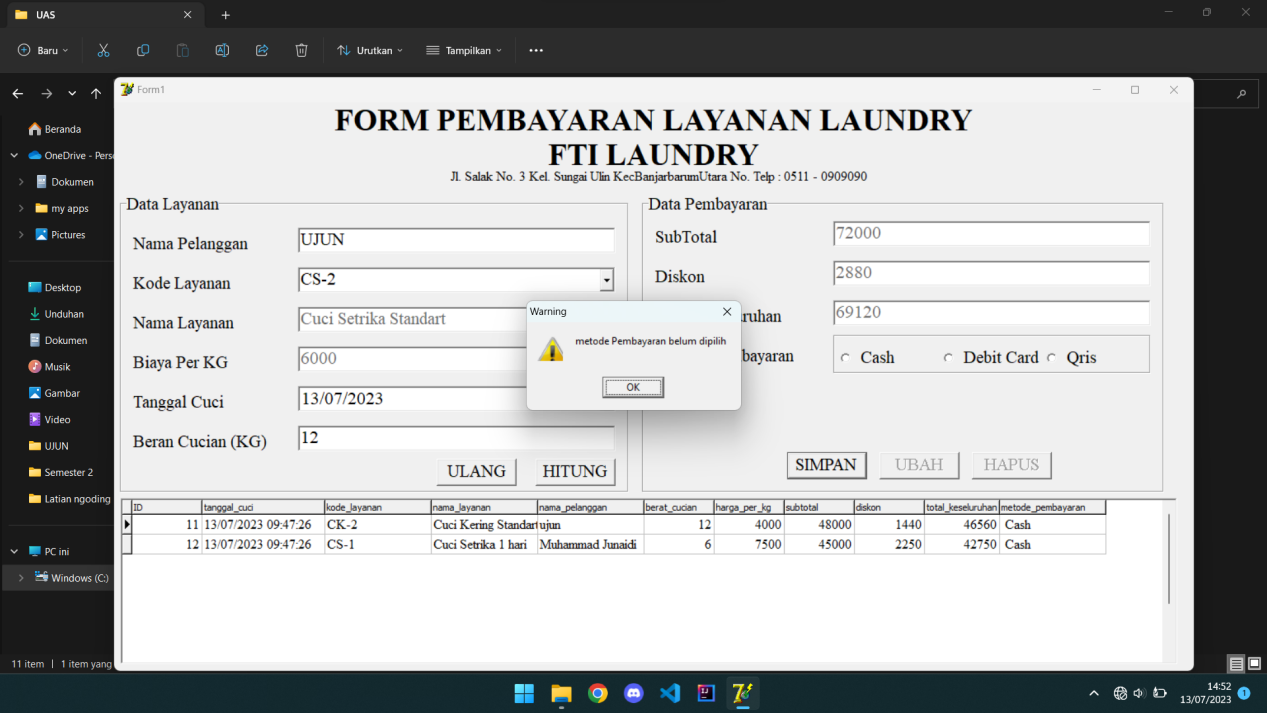 UAS
Baru
Urutkan
Tampilkan
Form1
FORM PEMBAYARAN LAYANAN LAUNDRY
FTI LAUNDRY
Jl. Salak No. 3 Kel. Sungai Ulin KecBanjarbarumUtara No. Telp : 0511 - 0909090
Beranda
OneDrive - Perso
Dokumen
my apps
Pictures
Desktop
Unduhan
Dokumen
Musik
Gambar
Video
UJUN
Semester 2
Latian ngoding
PC ini
Windows (C:)
11 item
1 item yang
Data Layanan
Nama Pelanggan UJUN
Kode Layanan CS-2
Nama Layanan Cuci Setrika Standart
Biaya Per KG 6000
Tanggal Cuci 13/07/2023
Beran Cucian (KG) 12
ULANG HITUNG
Data Pembayaran
SubTotal 72000
Diskon 2880
ruhan 69120
bayaran Cash Debit Card Qris
SIMPAN UBAH HAPUS
Warning
metode Pembayaran belum dipilih
OK
ID tanggal_cuci kode_layanan nama_layanan nama_pelanggan berat_cucian harga_per_kg subtotal diskon total_keseluruhan metode_pembayaran
11 13/07/2023 09:47:26 CK-2 Cuci Kering Standart ujun 12 4000 48000 1440 46560 Cash
12 13/07/2023 09:47:26 CS-1 Cuci Setrika 1 hari Muhammad Junaidi 6 7500 45000 2250 42750 Cash
14:52
13/07/2023
1